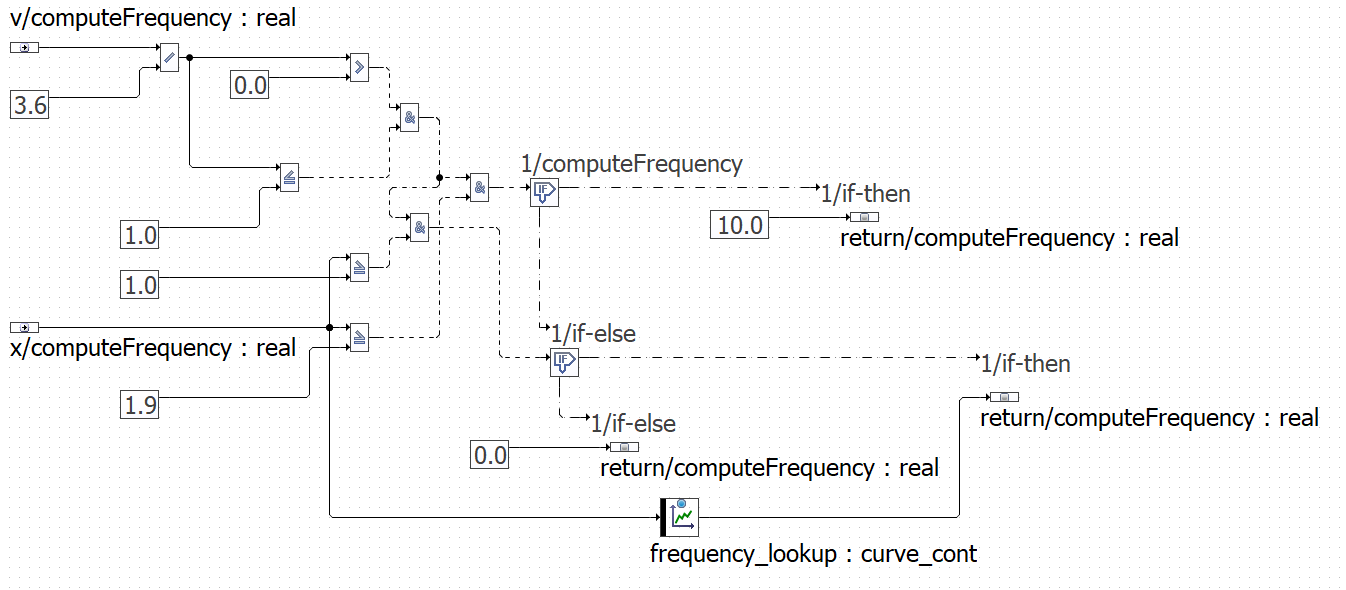 v/computeFrequency : real
0.0
3.6
&
1/computeFrequency
&
IF
1/if-then
1.0
&
10.0
return/computeFrequency : real
1.0
x/computeFrequency : real
1/if-else
IF
1/if-then
1.9
return/computeFrequency : real
1/if-else
0.0
return/computeFrequency : real
frequency_lookup : curve_cont